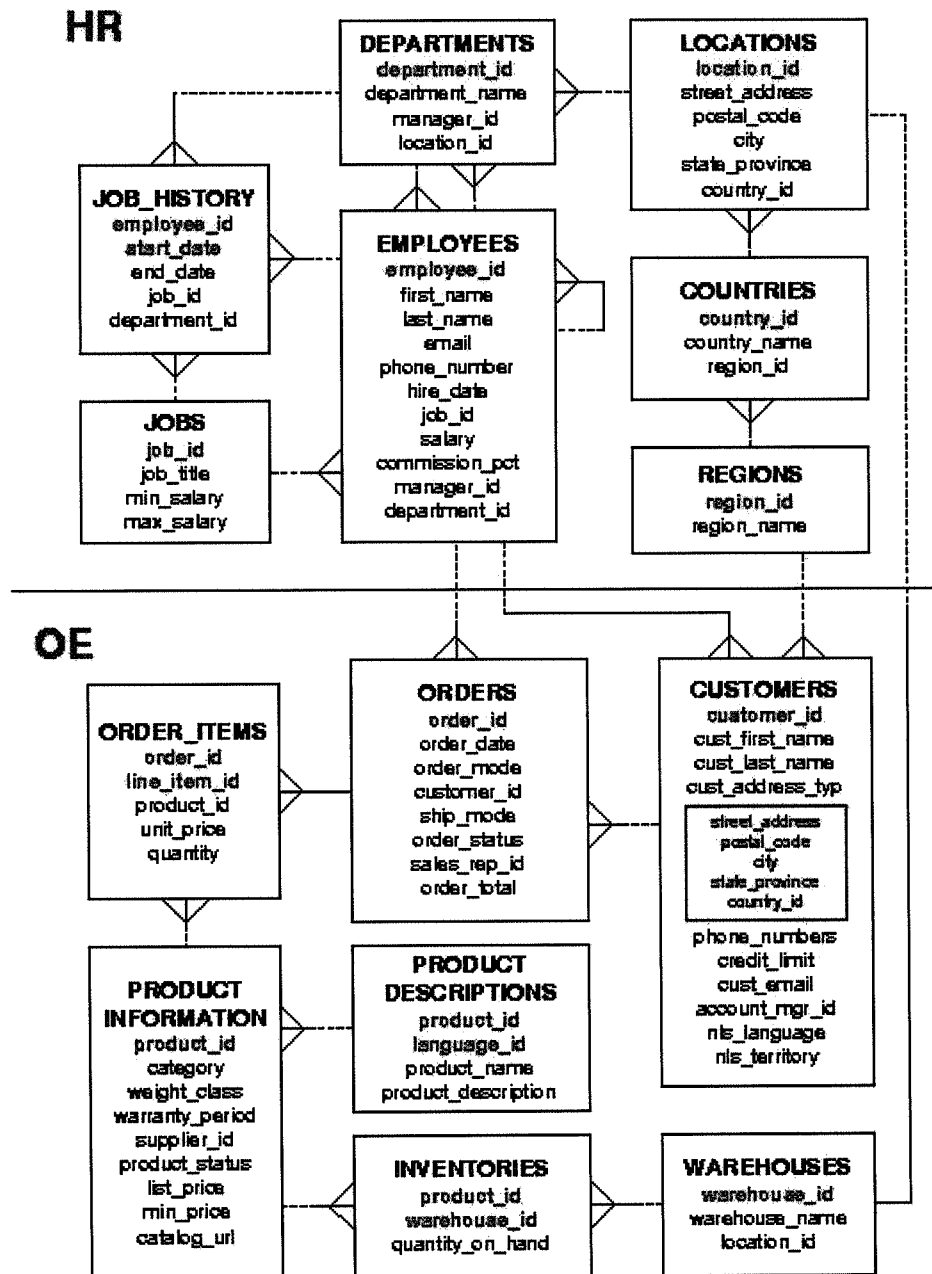 HR
DEPARTMENTS
department_id
department_name
manager_id
location_id
LOCATIONS
location_id
street_address
postal_code
city
state_province
country_id
JOB_HISTORY
employee_id
start_date
end_date
job_id
department_id
EMPLOYEES
employee_id
first_name
last_name
email
phone_number
hire_date
job_id
salary
commission_pct
manager_id
department_id
COUNTRIES
country_id
country_name
region_id
JOBS
job_id
job_title
min_salary
max_salary
REGIONS
region_id
region_name
OE
ORDER_ITEMS
order_id
line_item_id
product_id
unit_price
quantity
ORDERS
order_id
order_date
order_mode
customer_id
ship_mode
order_status
sales_rep_id
order_total
CUSTOMERS
customer_id
cust_first_name
cust_last_name
cust_address_typ
street_address
postal_code
city
state_province
country_id
phone_numbers
credit_limit
cust_email
account_mgr_id
nls_language
nls_territory
PRODUCT
INFORMATION
product_id
category
weight_class
warranty_period
supplier_id
product_status
list_price
min_price
catalog_url
PRODUCT
DESCRIPTIONS
product_id
language_id
product_name
product_description
INVENTORIES
product_id
warehouse_id
quantity_on_hand
WAREHOUSES
warehouse_id
warehouse_name
location_id